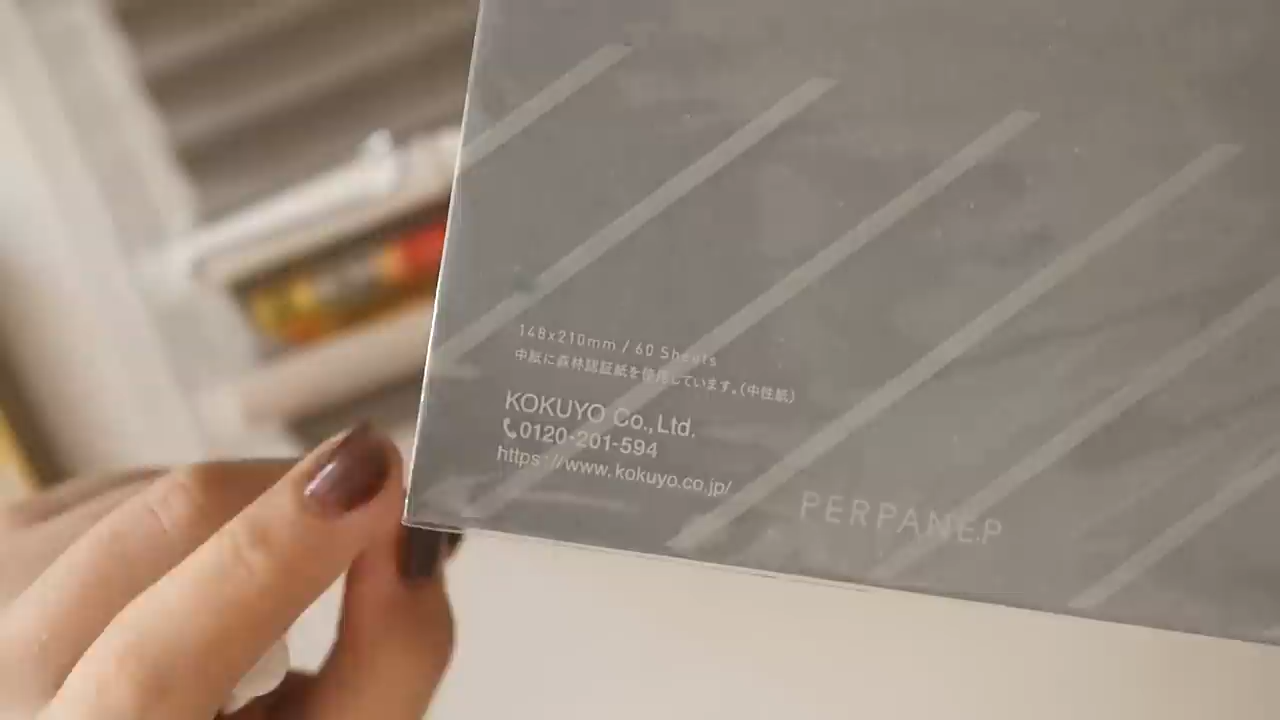 148x210mm / 60 Sheets
中紙に森林認証紙を使用しています。(中性紙)
KOKUYO Co., Ltd.
0120-201-594
https://www.kokuyo.co.jp/
PERPANEP